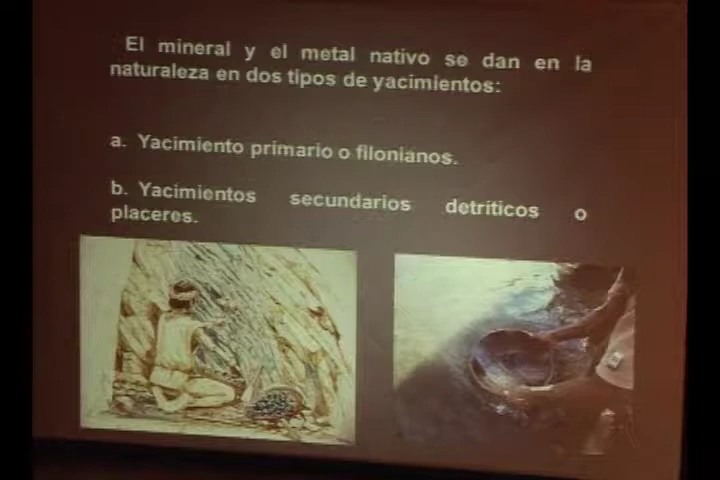 El mineral y el metal nativo se dan en la
naturaleza en dos tipos de yacimientos:
a. Yacimiento primario o filonianos.
b. Yacimientos secundarios detríticos o
placeres.